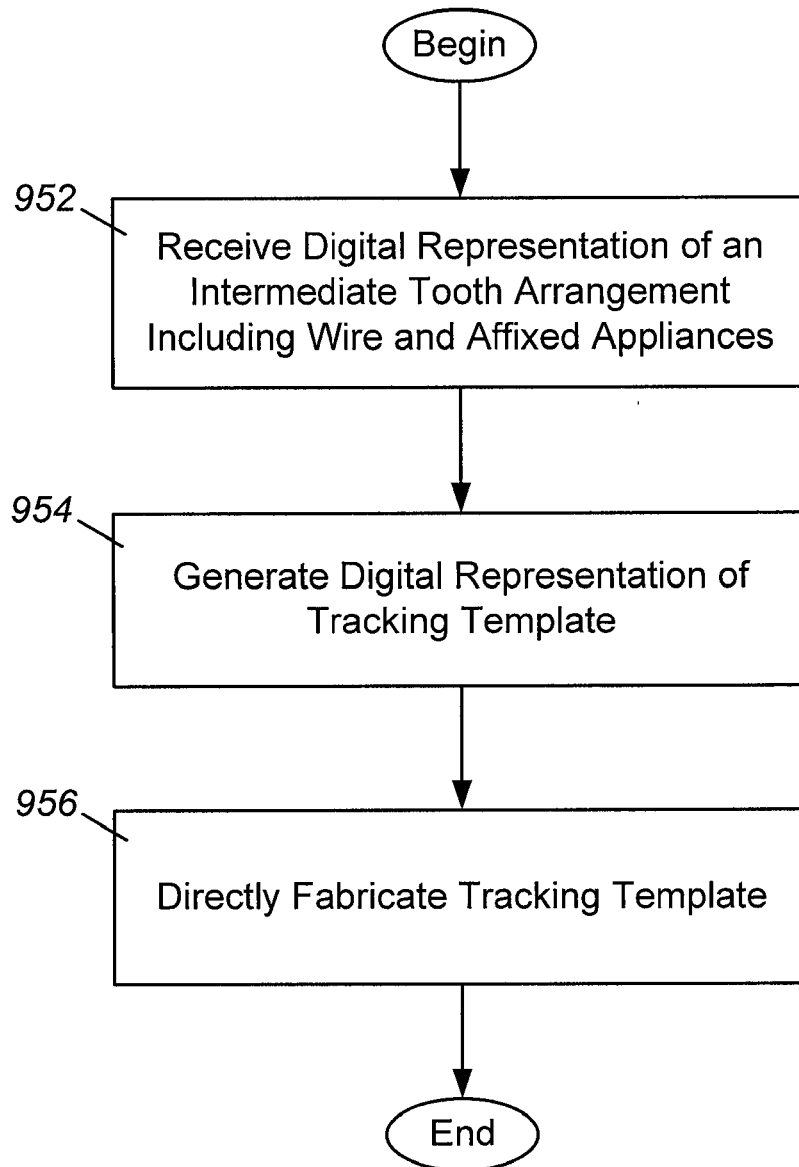 Begin
952
Receive Digital Representation of an
Intermediate Tooth Arrangement
Including Wire and Affixed Appliances
954
Generate Digital Representation of
Tracking Template
956
Directly Fabricate Tracking Template
End